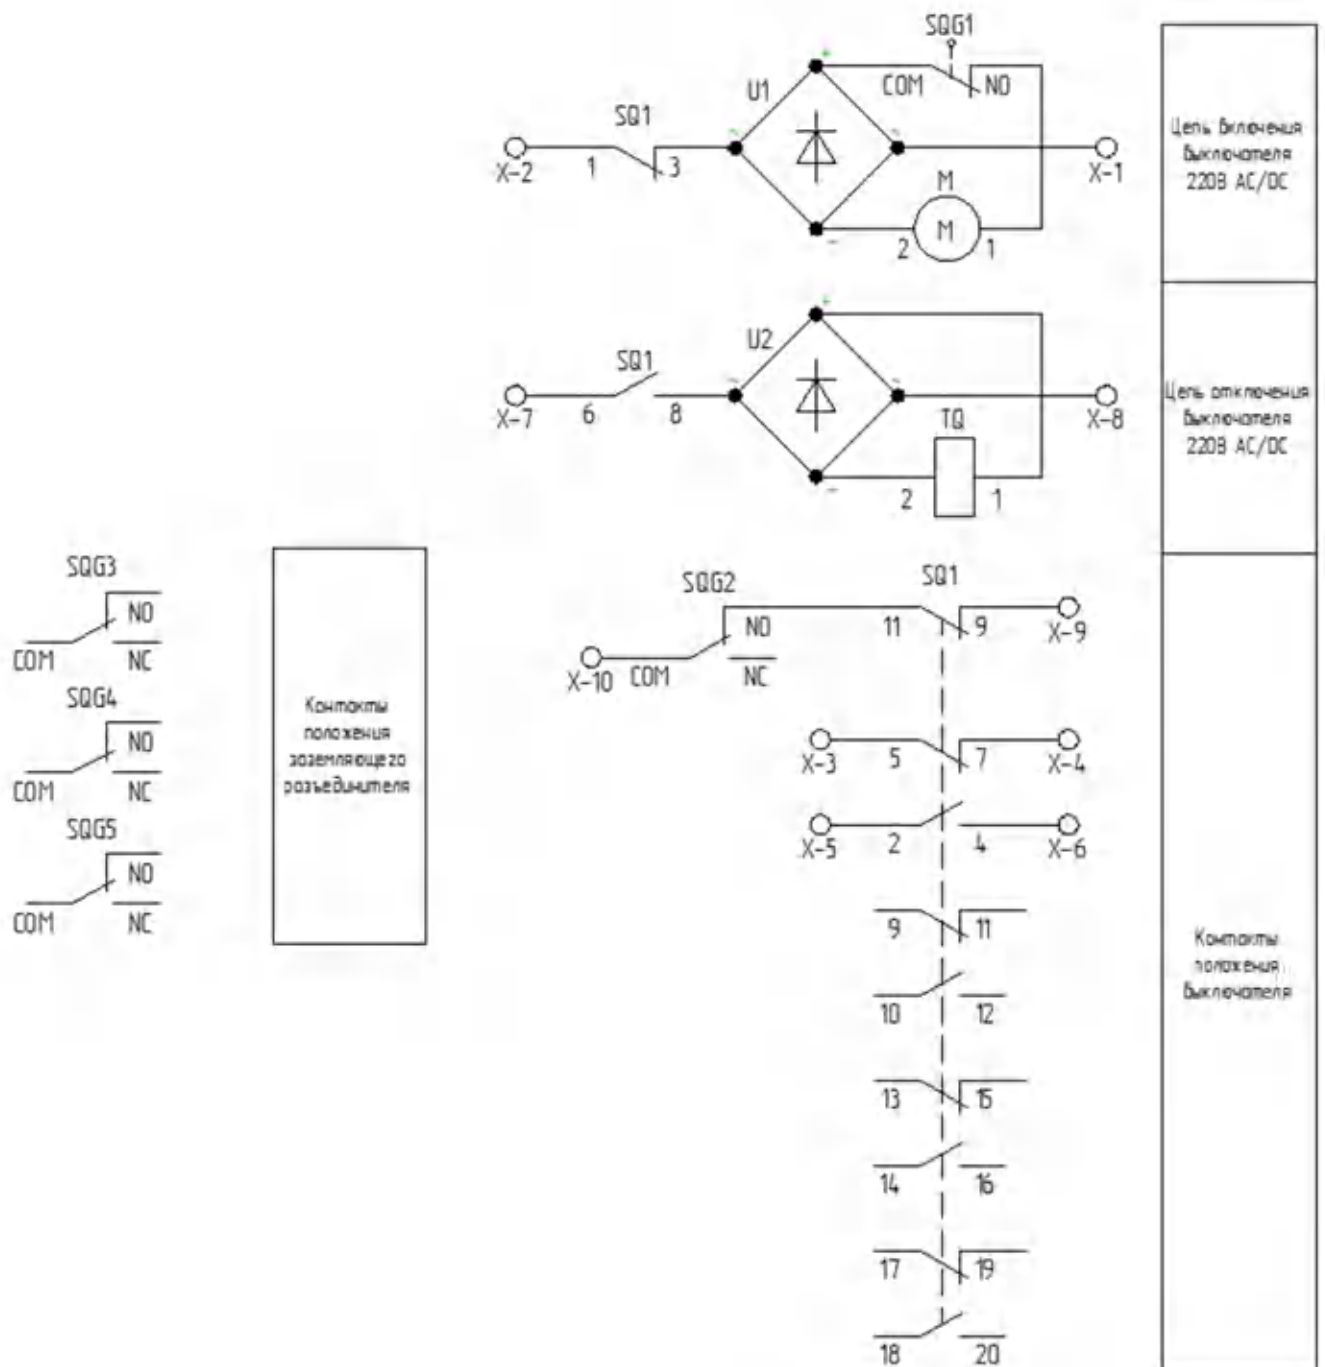 SQG1
+
U1
COM
NO
SQ1
~
~
X-2
1
3
X-1
M
M
2
1
-
Цепь включения
выключателя
220В AC/DC
+
U2
SQ1
~
~
X-7
6
8
X-8
TQ
2
1
-
Цепь отключения
выключателя
220В AC/DC
SQG3
NO
COM
NC
SQG4
NO
COM
NC
SQG5
NO
COM
NC
Контакты
положения
заземляющего
разъединителя
SQG2
SQ1
11
9
X-9
NO
X-10
COM
NC
X-3
5
7
X-4
X-5
2
4
X-6
9
11
10
12
13
15
14
16
17
19
18
20
Контакты
положения
выключателя